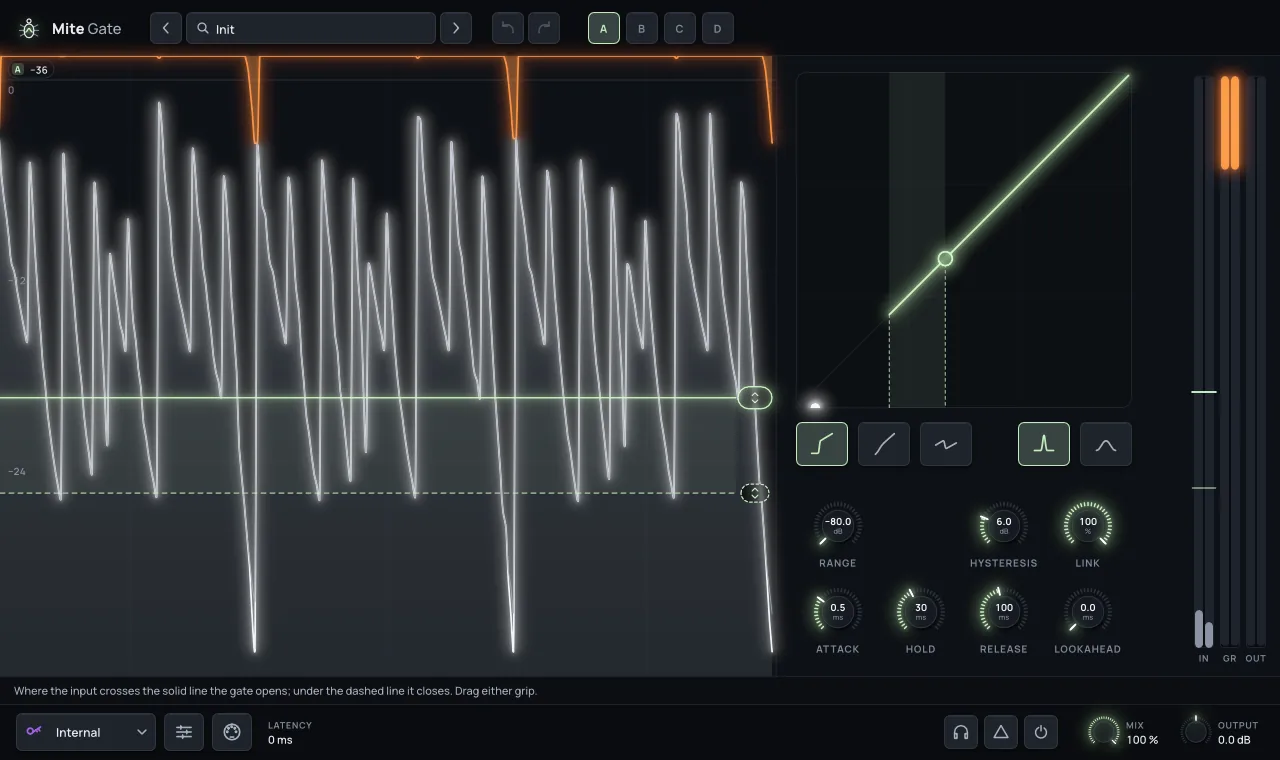 Mite Gate
Init
A
B
C
D
A -36
0
-12
-24
-80.0
dB
RANGE
6.0
dB
HYSTERESIS
100
%
LINK
0.5
ms
ATTACK
30
ms
HOLD
100
ms
RELEASE
0.0
ms
LOOKAHEAD
IN
GR
OUT
Where the input crosses the solid line the gate opens; under the dashed line it closes. Drag either grip.
Internal
LATENCY
0 ms
MIX
100 %
OUTPUT
0.0 dB